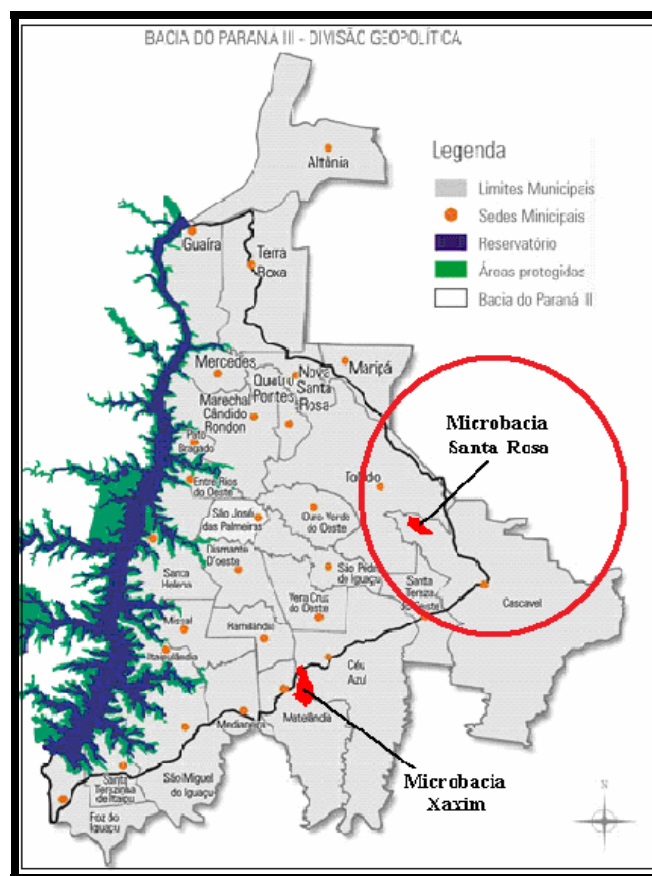 BACIA DO PARANÁ III - DIVISÃO GEOPOLÍTICA
Altânia
Legenda
Limites Municipais
Sedes Minicipais
Reservatório
Áreas protegidas
Bacia do Paraná II
Guaíra
Terra
Roxa
Mercedes
Nova
Santa
Rosa
Maripá
Quatro
Pontes
Marechal
Cândido
Rondon
Microbacia
Santa Rosa
Pato
Bragado
Toledo
Entre Rios
do Oeste
São José
das Palmeiras
Ouro Verde
do Oeste
Diamante
D'oeste
São Pedro
de Iguaçu
Santa
Helena
Santa
Tereza
do Oeste
Cascavel
Vera Cruz
do Oeste
Missal
Ramilândia
Itaipulândia
Céu
Azul
Matelândia
Medianeira
Microbacia
Xaxim
São Miguel
do Iguaçu
Santa
Terezinha
de Itaipu
Foz do
Iguaçu
N